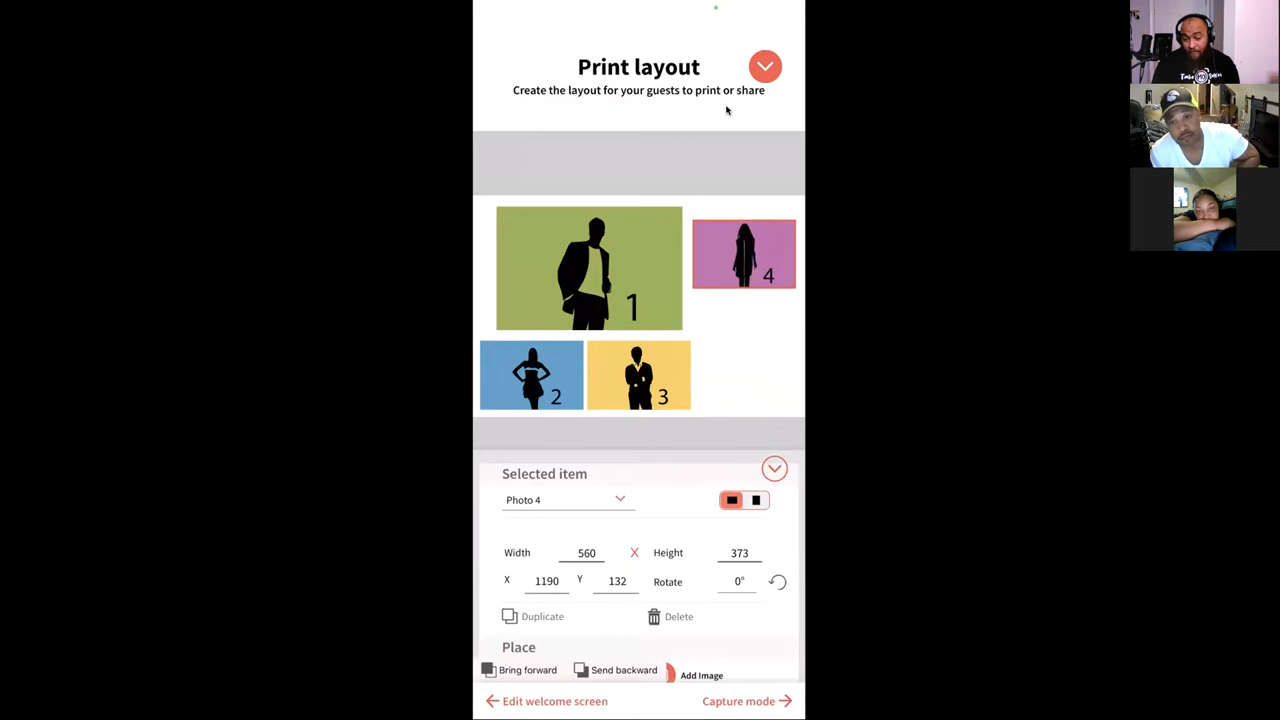 Print layout
Create the layout for your guests to print or share
1
4
2
3
Selected item
Photo 4
Width 560 X Height 373
X 1190 Y 132 Rotate 0°
Duplicate Delete
Place
Bring forward Send backward Add Image
Edit welcome screen Capture mode